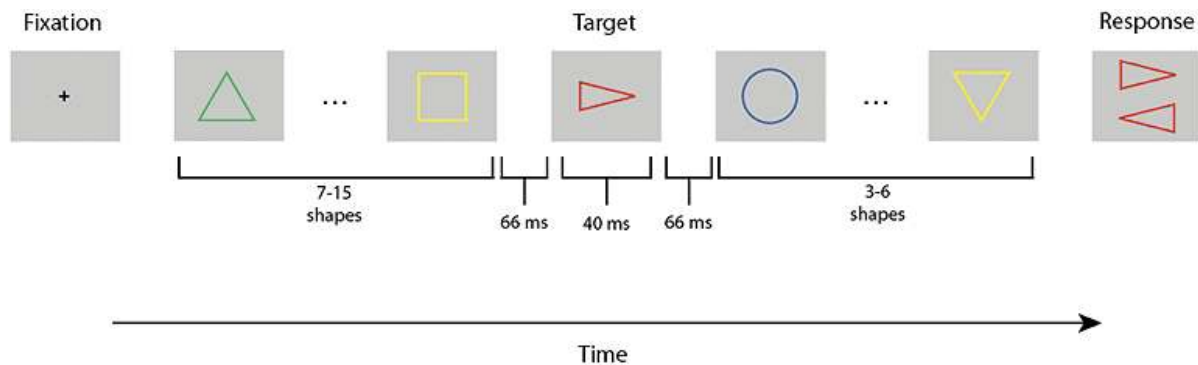 Fixation
Target
Response
+
...
...
7-15
shapes
66 ms
40 ms
66 ms
3-6
shapes
Time